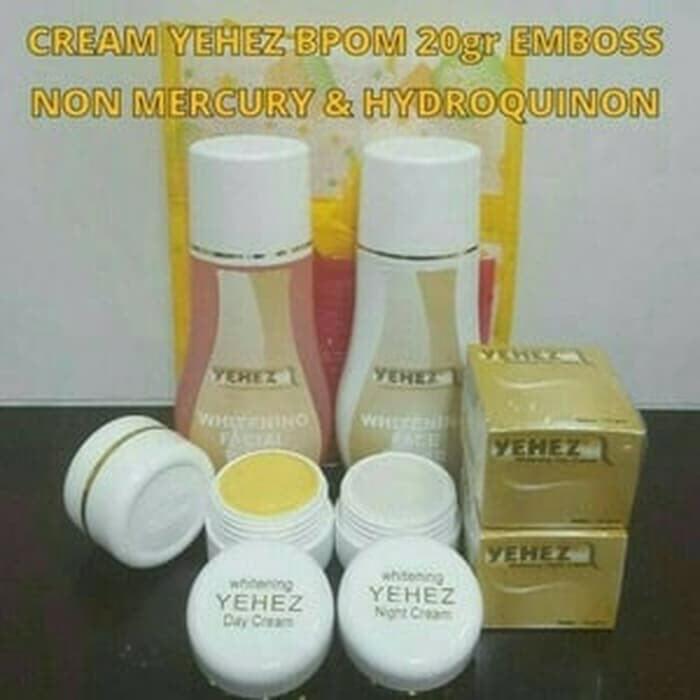 CREAM YEHEZ BPOM 20gr EMBOSS
NON MERCURY & HYDROQUINON
YEHEZ
WHITENING
FACIAL
YEHEZ
WHITENING
FACE
YEHEZ
YEHEZ
whitening
YEHEZ
Day Cream
whitening
YEHEZ
Night Cream